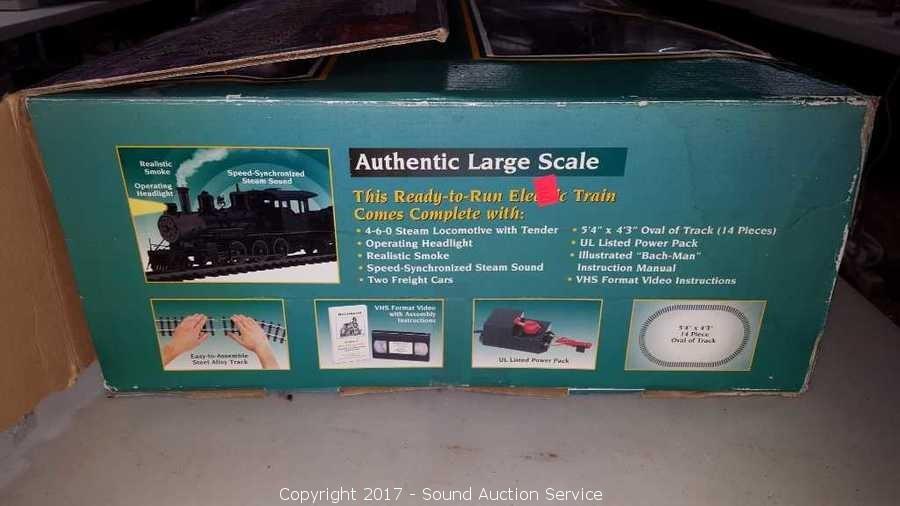 Authentic Large Scale
Realistic
Smoke
Operating
Headlight
Speed-Synchronized
Steam Sound
This Ready-to-Run Train
Comes Complete with:
• 4-6-0 Steam Locomotive with Tender
• Operating Headlight
• Realistic Smoke
• Speed-Synchronized Steam Sound
• Two Freight Cars
• 5'4" x 4'3" Oval of Track (14 Pieces)
• UL Listed Power Pack
• Illustrated "Bach-Man"
Instruction Manual
• VHS Format Video Instructions
Easy-to-Assemble
Steel Alloy Track
VHS Format Video
with Assembly
Instructions
UL Listed Power Pack
5'4" x 4'3"
14 Piece
Oval of Track
Copyright 2017 - Sound Auction Service